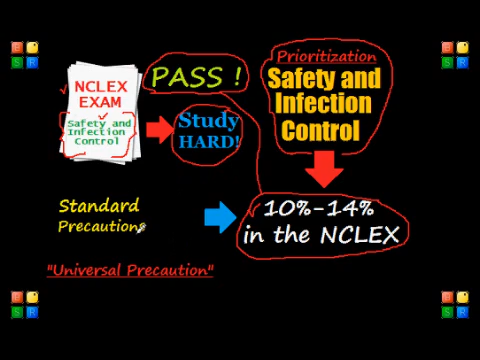 B
S R
NCLEX
EXAM
Safety and
Infection
Control
PASS !
Study
HARD!
Prioritization
Safety and
Infection
Control
10%-14%
in the NCLEX
Standard
Precautions
"Universal Precaution"
B
S R
B
S R
B
S R